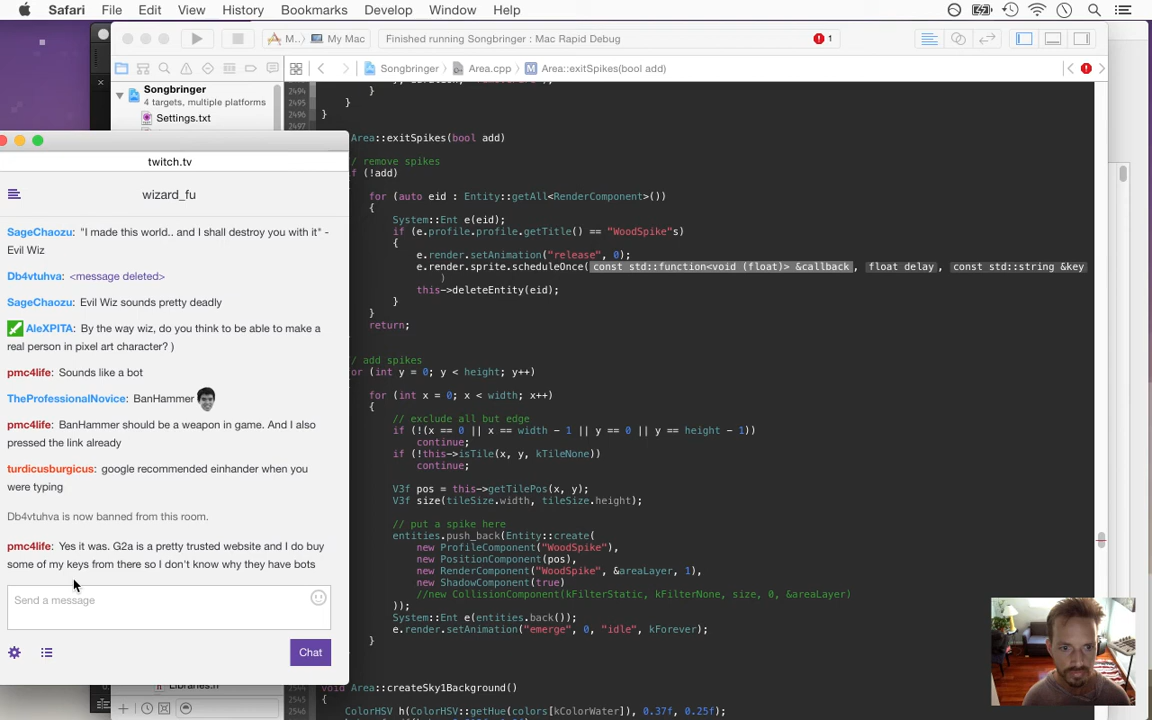 Safari File Edit View History Bookmarks Develop Window Help
M.. My Mac Finished running Songbringer : Mac Rapid Debug 1
Songbringer Area.cpp Area::exitSpikes(bool add)
Songbringer
4 targets, multiple platforms
Settings.txt
twitch.tv
wizard_fu
SageChaozu: "I made this world.. and I shall destroy you with it" -
Evil Wiz
Db4vtuhva: <message deleted>
SageChaozu: Evil Wiz sounds pretty deadly
AleXPITA: By the way wiz, do you think to be able to make a
real person in pixel art character? )
pmc4life: Sounds like a bot
TheProfessionalNovice: BanHammer
pmc4life: BanHammer should be a weapon in game. And I also
pressed the link already
turdicusburgicus: google recommended einhander when you
were typing
Db4vtuhva is now banned from this room.
pmc4life: Yes it was. G2a is a pretty trusted website and I do buy
some of my keys from there so I don't know why they have bots
Send a message
Chat
2494 }
2495 }
2496 }
2497
Area::exitSpikes(bool add)
/ remove spikes
f (!add)
for (auto eid : Entity::getAll<RenderComponent>())
{
System::Ent e(eid);
if (e.profile.profile.getTitle() == "WoodSpike"s)
{
e.render.setAnimation("release", 0);
e.render.sprite.scheduleOnce(const std::function<void (float)> &callback, float delay, const std::string &key
)
this->deleteEntity(eid);
}
}
return;
/ add spikes
or (int y = 0; y < height; y++)
for (int x = 0; x < width; x++)
{
// exclude all but edge
if (!(x == 0 || x == width - 1 || y == 0 || y == height - 1))
continue;
if (!this->isTile(x, y, kTileNone))
continue;
V3f pos = this->getTilePos(x, y);
V3f size(tileSize.width, tileSize.height);
// put a spike here
entities.push_back(Entity::create(
new ProfileComponent("WoodSpike"),
new PositionComponent(pos),
new RenderComponent("WoodSpike", &areaLayer, 1),
new ShadowComponent(true)
//new CollisionComponent(kFilterStatic, kFilterNone, size, 0, &areaLayer)
));
System::Ent e(entities.back());
e.render.setAnimation("emerge", 0, "idle", kForever);
}
void Area::createSky1Background()
2544
2545 {
2546 ColorHSV h(ColorHSV::getHue(colors[kColorWater]), 0.37f, 0.25f);